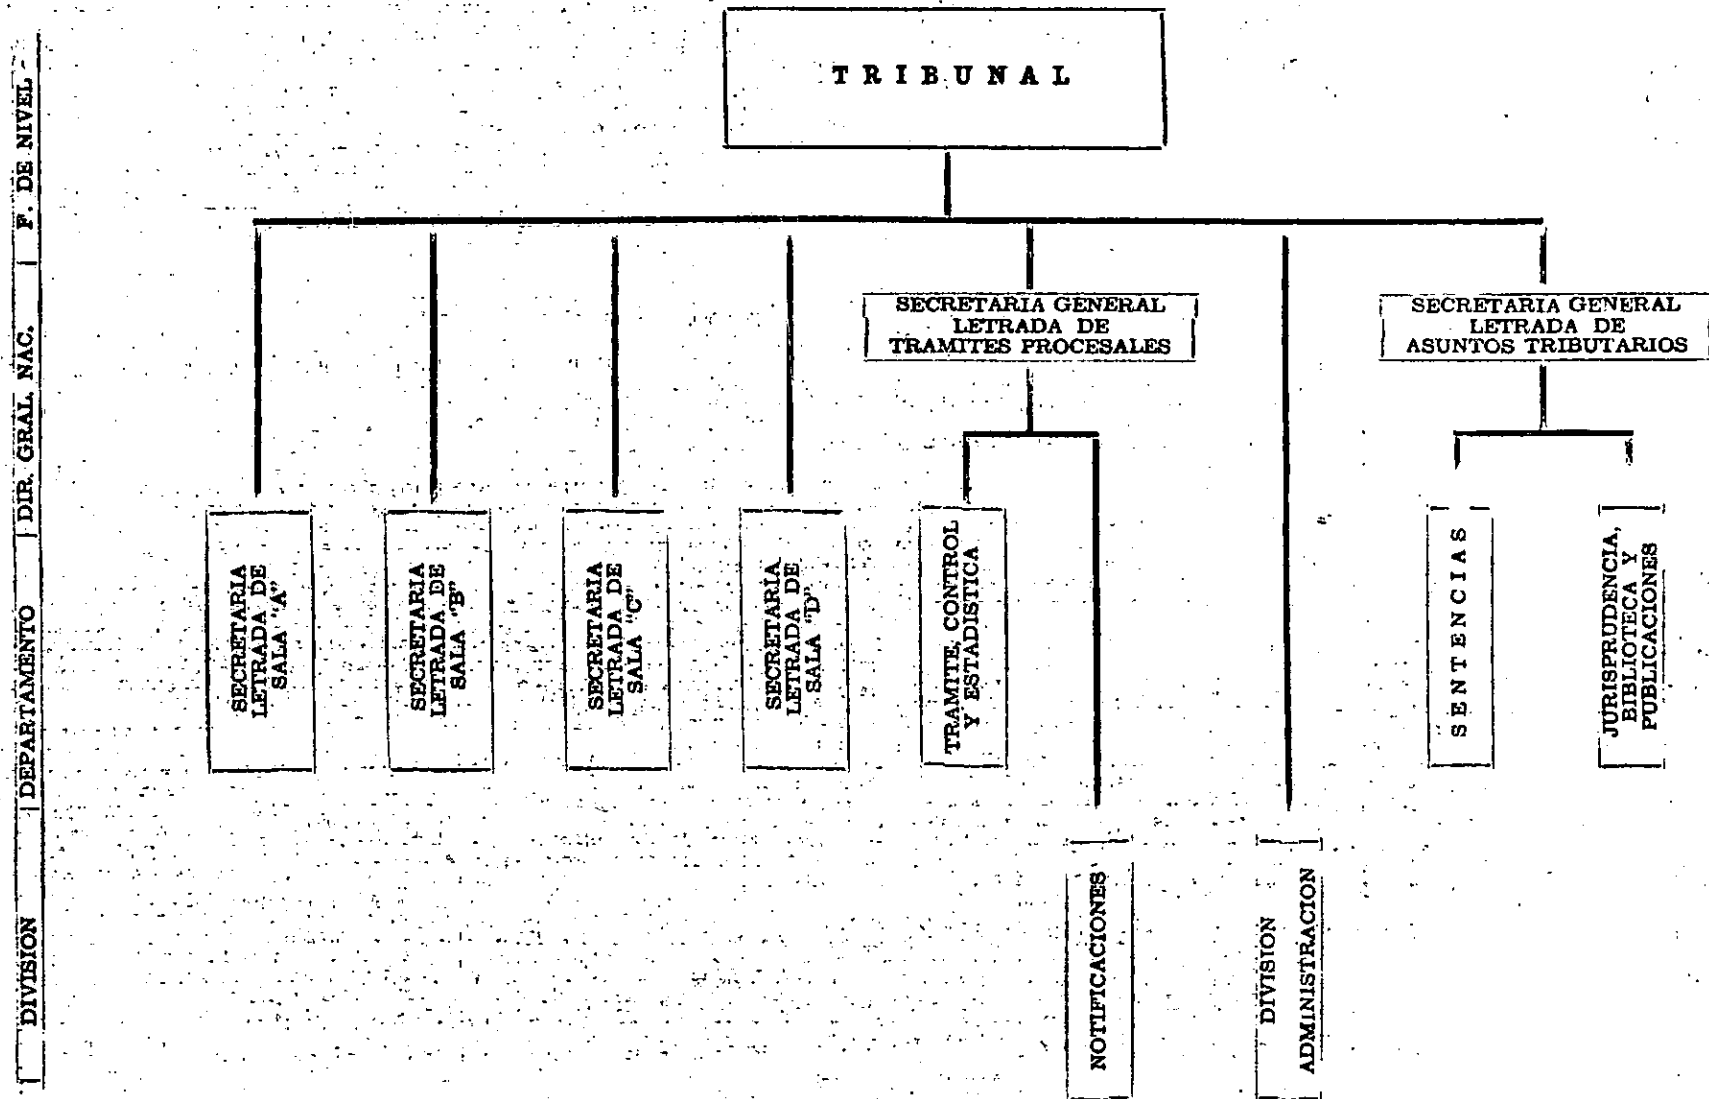 T R I B U N A L
F. DE NIVEL
DIR. GRAL. NAC.
DEPARTAMENTO
DIVISION
SECRETARIA GENERAL
LETRADA DE
TRAMITES PROCESALES
SECRETARIA GENERAL
LETRADA DE
ASUNTOS TRIBUTARIOS
SECRETARIA
LETRADA DE
SALA "A"
SECRETARIA
LETRADA DE
SALA "B"
SECRETARIA
LETRADA DE
SALA "C"
SECRETARIA
LETRADA DE
SALA "D"
TRAMITE, CONTROL
Y ESTADISTICA
S E N T E N C I A S
JURISPRUDENCIA,
BIBLIOTECA Y
PUBLICACIONES
NOTIFICACIONES
DIVISION
ADMINISTRACION